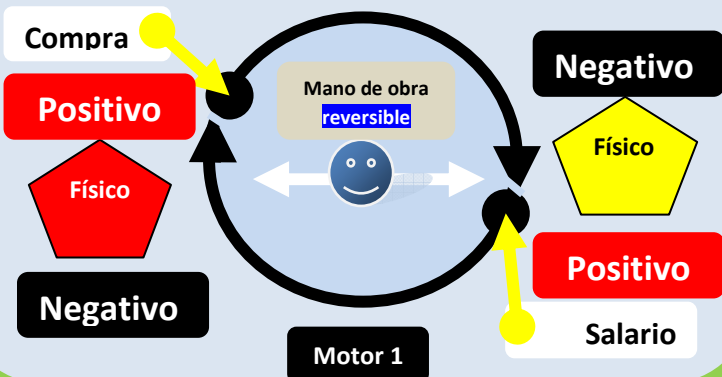 Compra
Positivo
Físico
Negativo
Mano de obra
reversible
Motor 1
Negativo
Físico
Positivo
Salario